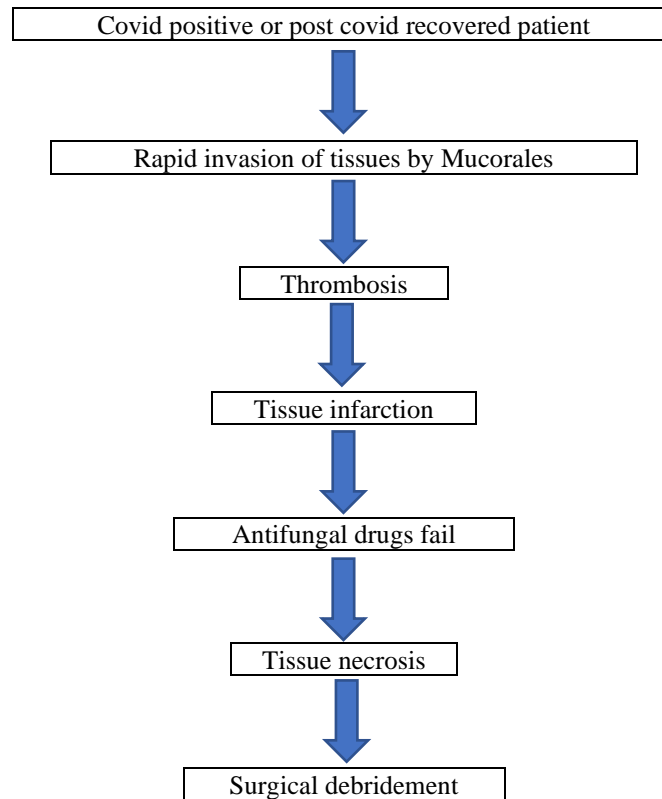 Covid positive or post covid recovered patient
Rapid invasion of tissues by Mucorales
Thrombosis
Tissue infarction
Antifungal drugs fail
Tissue necrosis
Surgical debridement